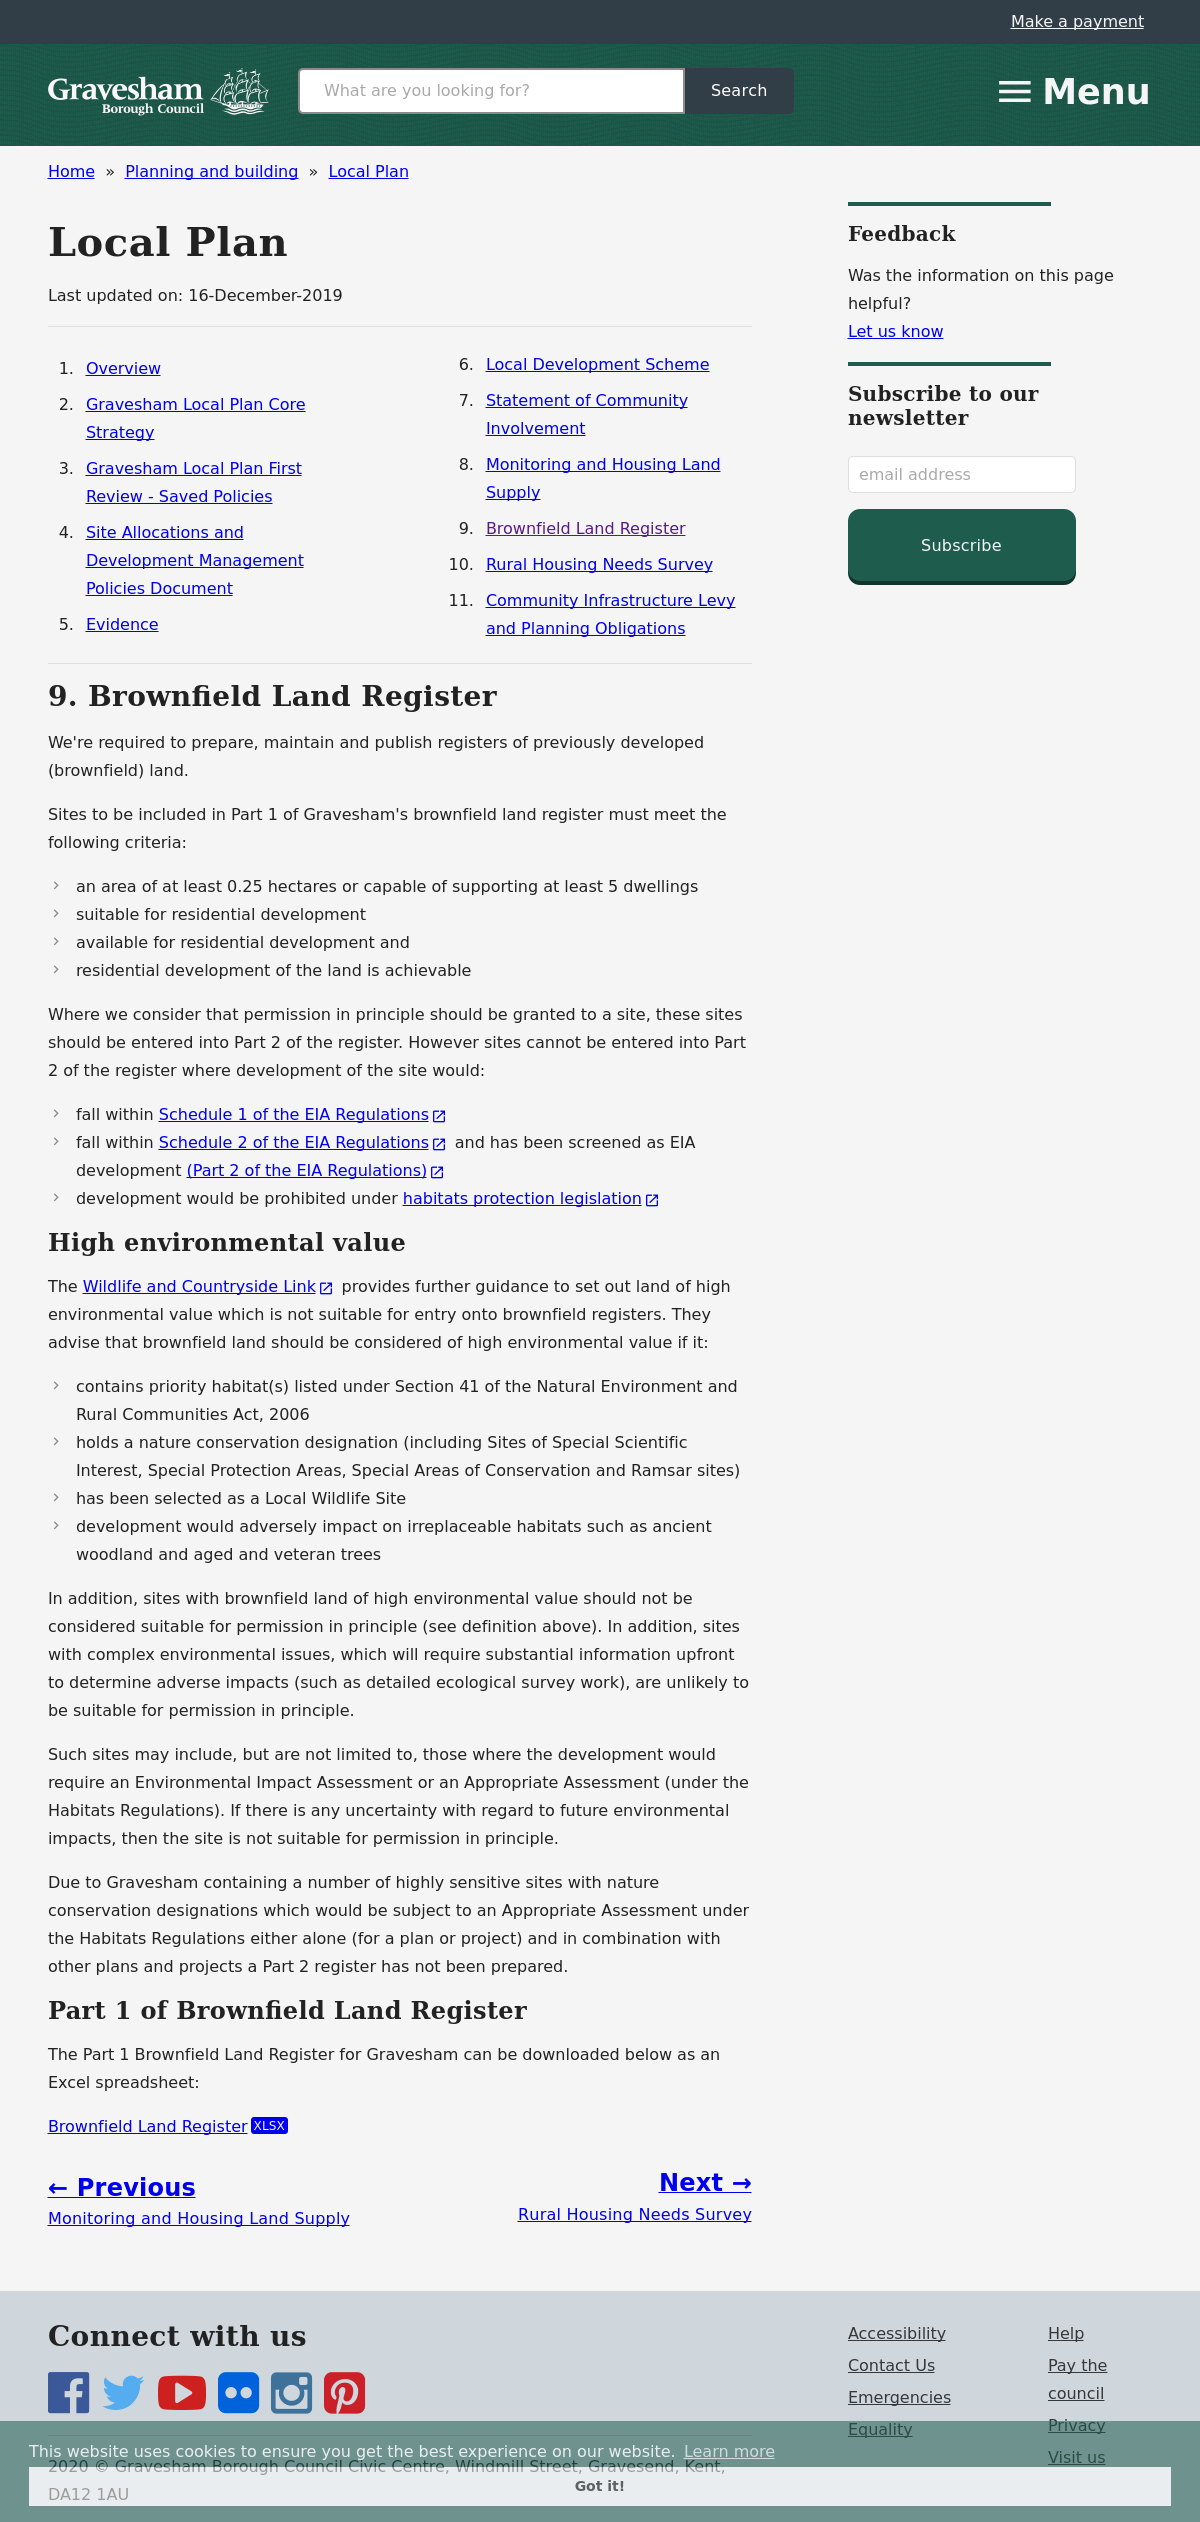 Make a payment
Gravesham
Borough Council
What are you looking for?
Search
Menu
Home » Planning and building » Local Plan
Local Plan
Last updated on: 16-December-2019
1. Overview
2. Gravesham Local Plan Core
Strategy
3. Gravesham Local Plan First
Review - Saved Policies
4. Site Allocations and
Development Management
Policies Document
5. Evidence
6. Local Development Scheme
7. Statement of Community
Involvement
8. Monitoring and Housing Land
Supply
9. Brownfield Land Register
10. Rural Housing Needs Survey
11. Community Infrastructure Levy
and Planning Obligations
9. Brownfield Land Register
We're required to prepare, maintain and publish registers of previously developed
(brownfield) land.
Sites to be included in Part 1 of Gravesham's brownfield land register must meet the
following criteria:
an area of at least 0.25 hectares or capable of supporting at least 5 dwellings
suitable for residential development
available for residential development and
residential development of the land is achievable
Where we consider that permission in principle should be granted to a site, these sites
should be entered into Part 2 of the register. However sites cannot be entered into Part
2 of the register where development of the site would:
fall within Schedule 1 of the EIA Regulations
fall within Schedule 2 of the EIA Regulations and has been screened as EIA
development (Part 2 of the EIA Regulations)
development would be prohibited under habitats protection legislation
High environmental value
The Wildlife and Countryside Link provides further guidance to set out land of high
environmental value which is not suitable for entry onto brownfield registers. They
advise that brownfield land should be considered of high environmental value if it:
contains priority habitat(s) listed under Section 41 of the Natural Environment and
Rural Communities Act, 2006
holds a nature conservation designation (including Sites of Special Scientific
Interest, Special Protection Areas, Special Areas of Conservation and Ramsar sites)
has been selected as a Local Wildlife Site
development would adversely impact on irreplaceable habitats such as ancient
woodland and aged and veteran trees
In addition, sites with brownfield land of high environmental value should not be
considered suitable for permission in principle (see definition above). In addition, sites
with complex environmental issues, which will require substantial information upfront
to determine adverse impacts (such as detailed ecological survey work), are unlikely to
be suitable for permission in principle.
Such sites may include, but are not limited to, those where the development would
require an Environmental Impact Assessment or an Appropriate Assessment (under the
Habitats Regulations). If there is any uncertainty with regard to future environmental
impacts, then the site is not suitable for permission in principle.
Due to Gravesham containing a number of highly sensitive sites with nature
conservation designations which would be subject to an Appropriate Assessment under
the Habitats Regulations either alone (for a plan or project) and in combination with
other plans and projects a Part 2 register has not been prepared.
Part 1 of Brownfield Land Register
The Part 1 Brownfield Land Register for Gravesham can be downloaded below as an
Excel spreadsheet:
Brownfield Land Register XLSX
← Previous
Monitoring and Housing Land Supply
Next →
Rural Housing Needs Survey
Feedback
Was the information on this page
helpful?
Let us know
Subscribe to our
newsletter
email address
Subscribe
Connect with us
Accessibility
Contact Us
Emergencies
Equality
Help
Pay the
council
Privacy
Visit us
This website uses cookies to ensure you get the best experience on our website. Learn more
2020 © Gravesham Borough Council Civic Centre, Windmill Street, Gravesend, Kent,
DA12 1AU
Got it!